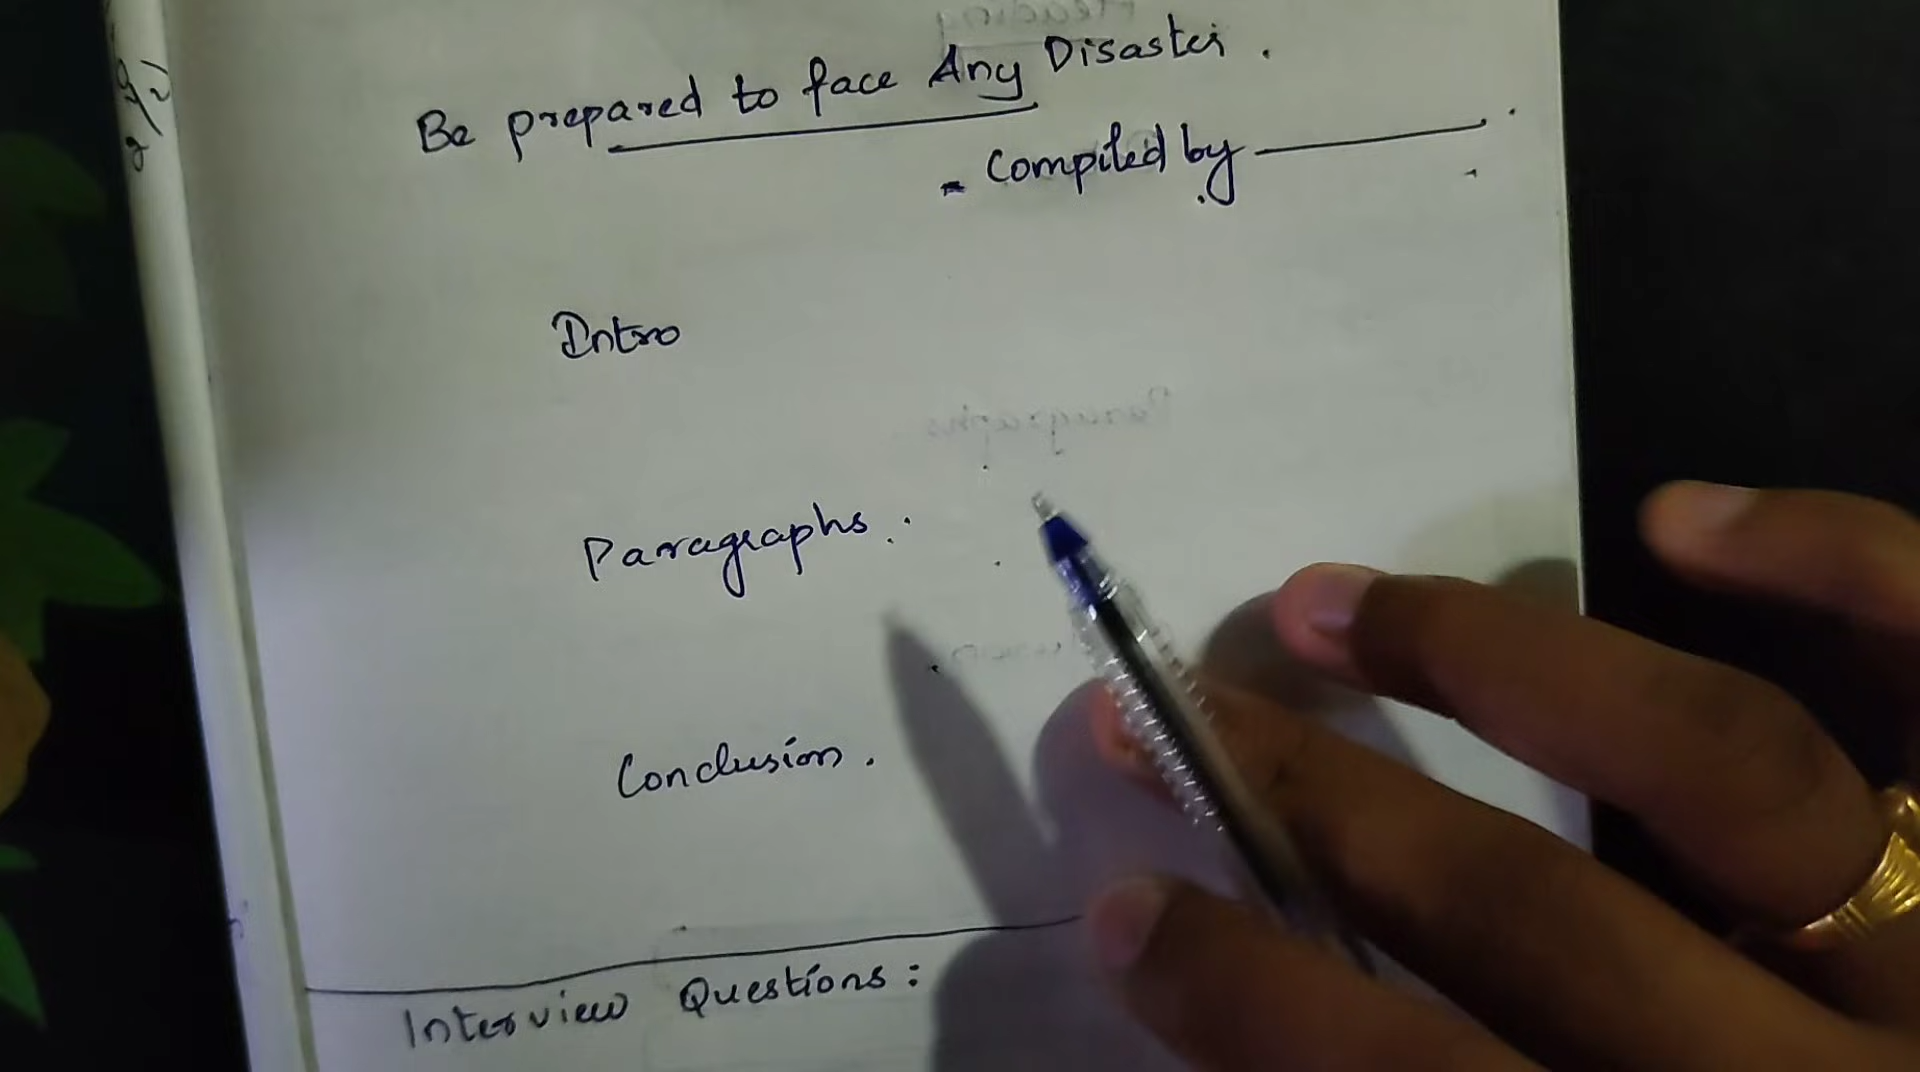 Be prepared to face Any Disaster.
- Compiled by ———.
Intro
Paragraphs.
Conclusion.
Interview Questions: